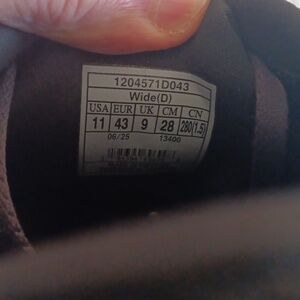 1204571D043
Wide(D)
USA EUR UK CM CN
11 43 9 28 280(1.5)
06/25 13400